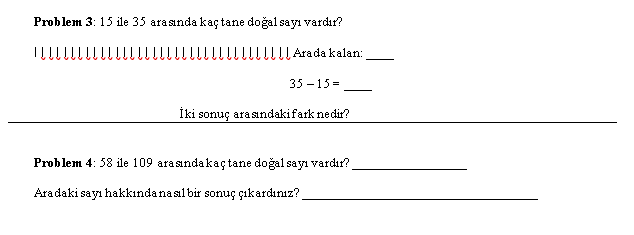 Problem 3: 15 ile 35 arasında kaç tane doğal sayı vardır?
| | | | | | | | | | | | | | | | | | | | | | | | | | | | | | | | | | | Arada kalan: ____
35 – 15 = ____
İki sonuç arasındaki fark nedir?
Problem 4: 58 ile 109 arasında kaç tane doğal sayı vardır? ________________
Aradaki sayı hakkında nasıl bir sonuç çıkardınız? _________________________________